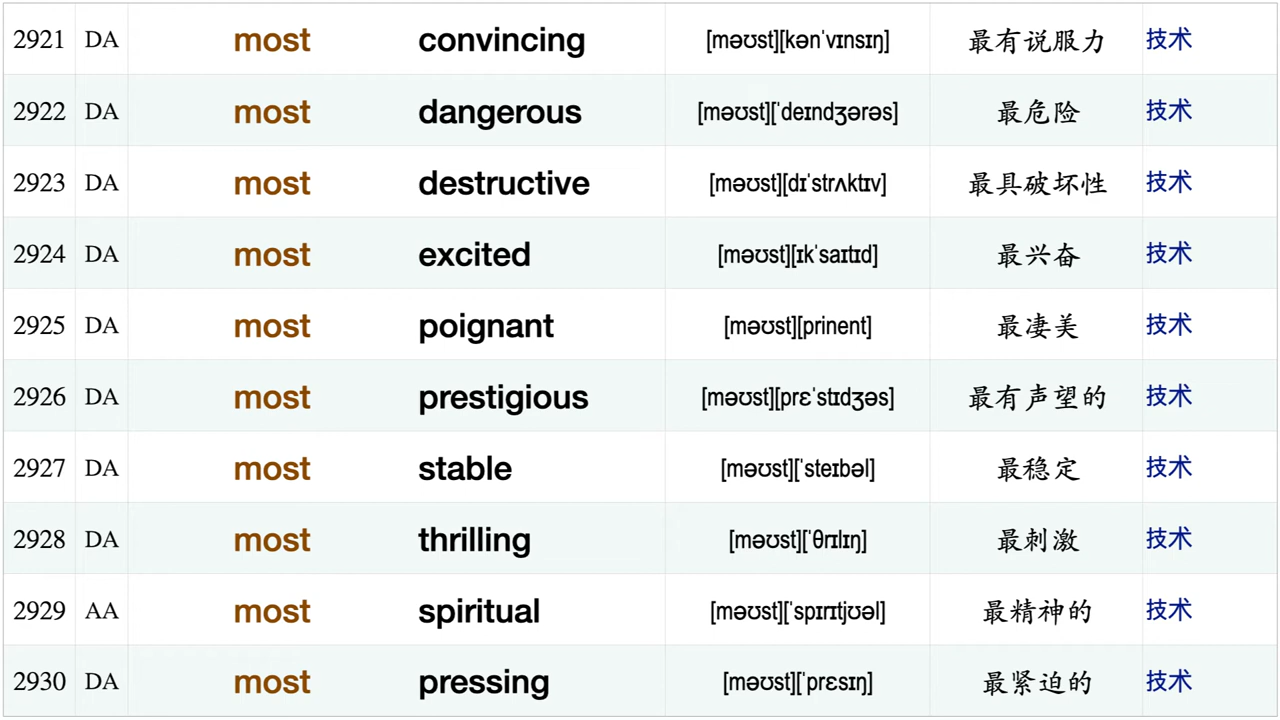 2921 DA most convincing [məʊst][kənˈvɪnsɪŋ] 最有说服力 技术
2922 DA most dangerous [məʊst][ˈdeɪndʒərəs] 最危险 技术
2923 DA most destructive [məʊst][dɪˈstrʌktɪv] 最具破坏性 技术
2924 DA most excited [məʊst][ɪkˈsaɪtɪd] 最兴奋 技术
2925 DA most poignant [məʊst][prinent] 最凄美 技术
2926 DA most prestigious [məʊst][prɛˈstɪdʒəs] 最有声望的 技术
2927 DA most stable [məʊst][ˈsteɪbəl] 最稳定 技术
2928 DA most thrilling [məʊst][ˈθrɪlɪŋ] 最刺激 技术
2929 AA most spiritual [məʊst][ˈspɪrɪtjʊəl] 最精神的 技术
2930 DA most pressing [məʊst][ˈprɛsɪŋ] 最紧迫的 技术